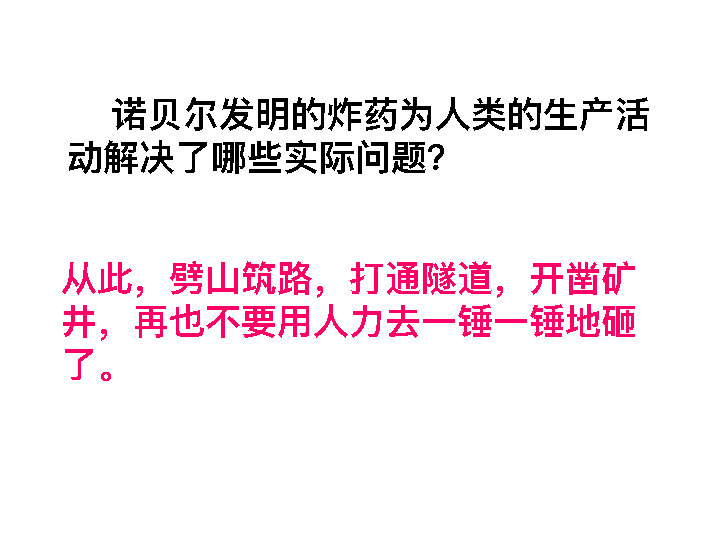 诺贝尔发明的炸药为人类的生产活
动解决了哪些实际问题?
从此，劈山筑路，打通隧道，开凿矿
井，再也不要用人力去一锤一锤地砸
了。